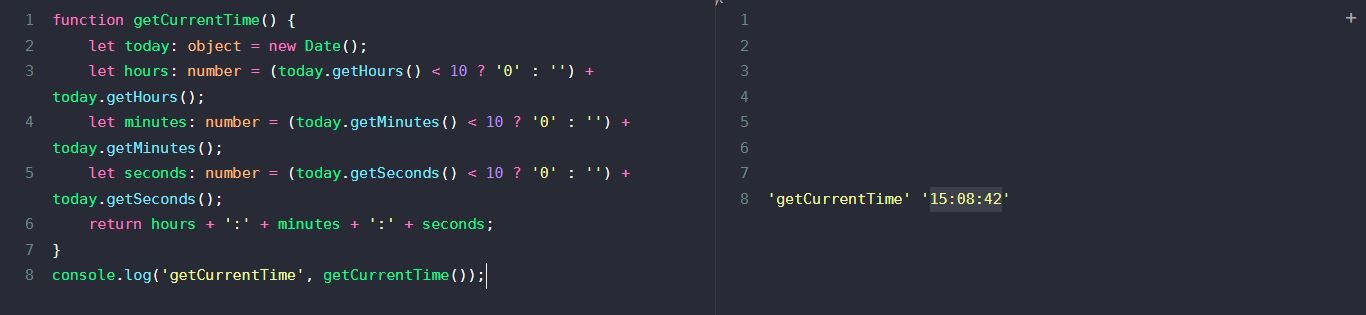 1 function getCurrentTime() {
2     let today: object = new Date();
3     let hours: number = (today.getHours() < 10 ? '0' : '') +
today.getHours();
4     let minutes: number = (today.getMinutes() < 10 ? '0' : '') +
today.getMinutes();
5     let seconds: number = (today.getSeconds() < 10 ? '0' : '') +
today.getSeconds();
6     return hours + ':' + minutes + ':' + seconds;
7 }
8 console.log('getCurrentTime', getCurrentTime());
+
1
2
3
4
5
6
7
8 'getCurrentTime' '15:08:42'